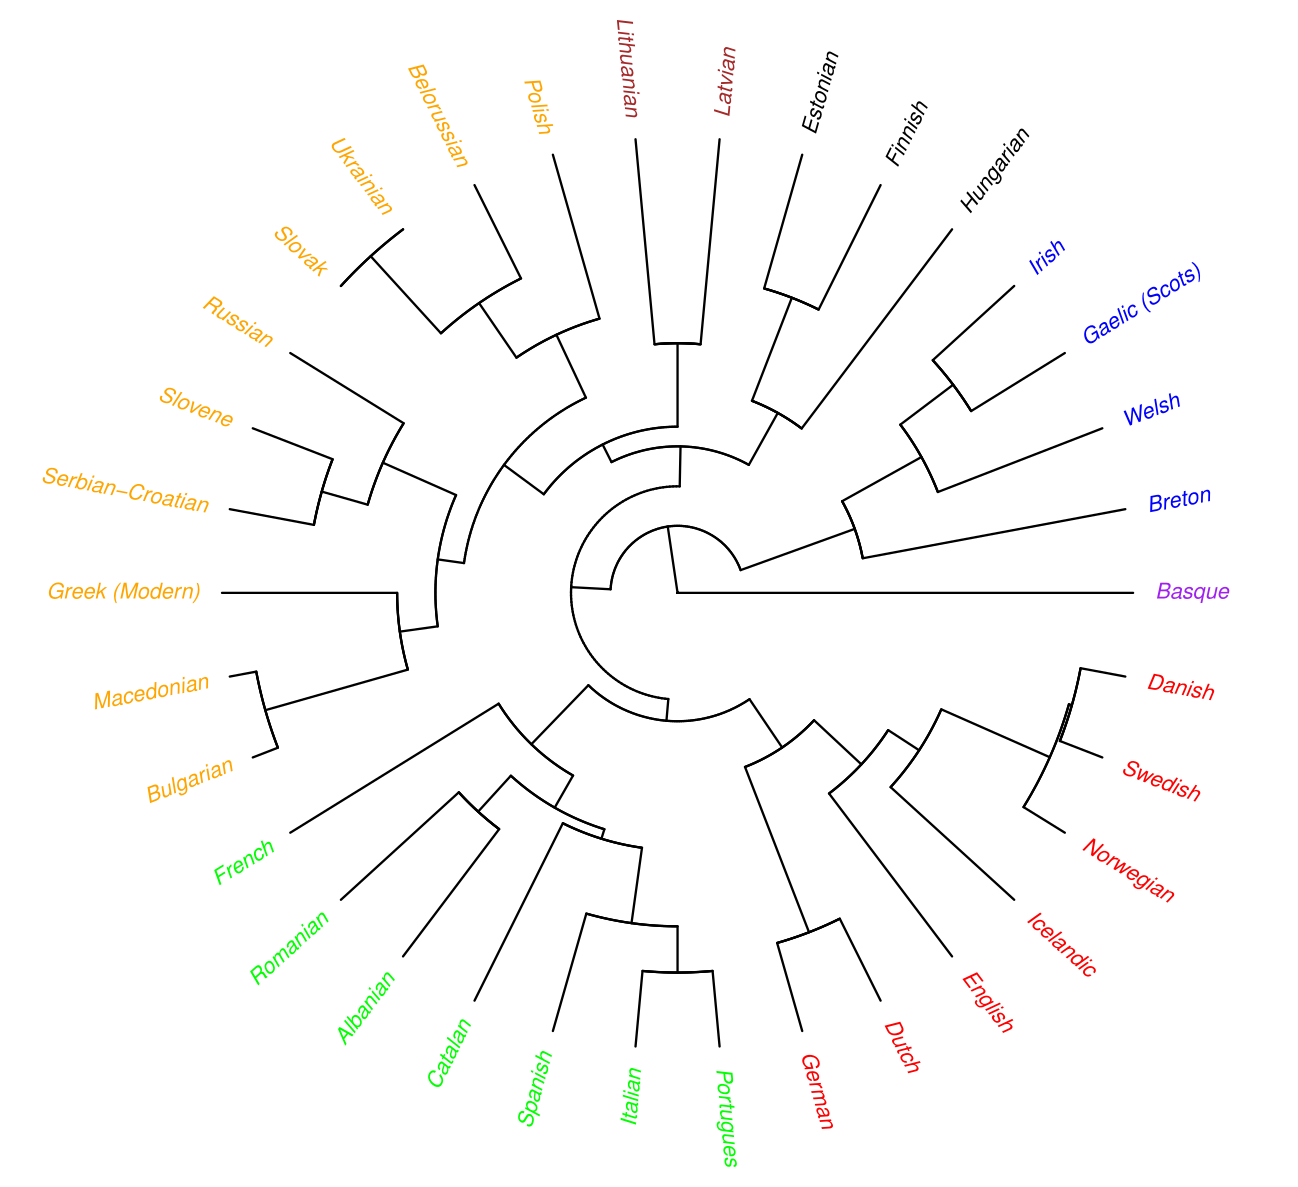 Lithuanian
Latvian
Estonian
Finnish
Hungarian
Irish
Gaelic (Scots)
Welsh
Breton
Basque
Danish
Swedish
Norwegian
Icelandic
English
Dutch
German
Portugues
Italian
Spanish
Catalan
Albanian
Romanian
French
Bulgarian
Macedonian
Greek (Modern)
Serbian−Croatian
Slovene
Russian
Slovak
Ukrainian
Belorussian
Polish